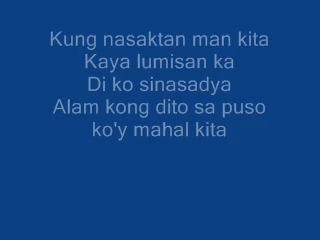 Kung nasaktan man kita
Kaya lumisan ka
Di ko sinasadya
Alam kong dito sa puso
ko'y mahal kita